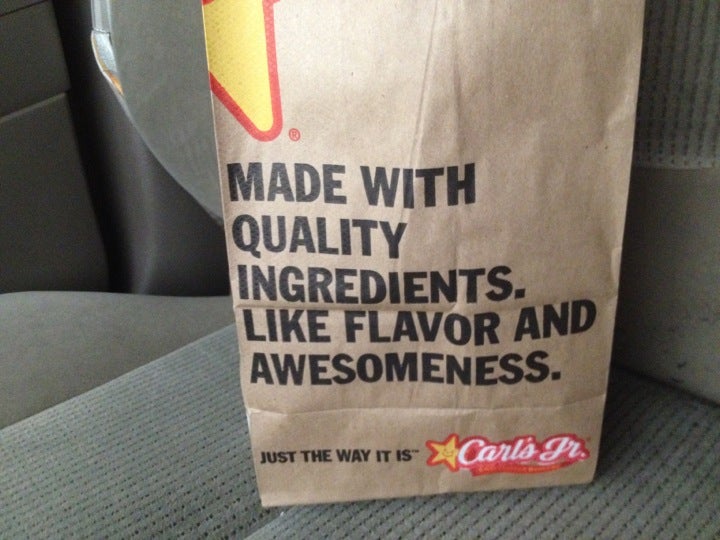 ®
MADE WITH
QUALITY
INGREDIENTS.
LIKE FLAVOR AND
AWESOMENESS.
JUST THE WAY IT IS™ Carl's Jr.